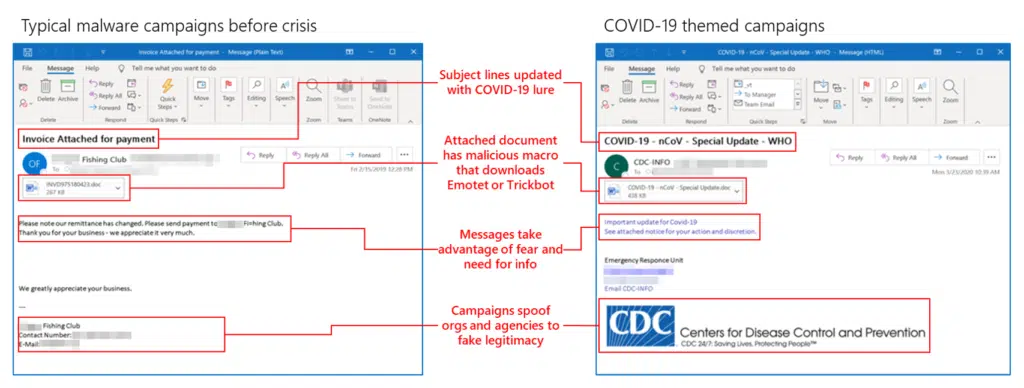 Typical malware campaigns before crisis
Invoice Attached for payment - Message (Plain Text)
File Message Help Tell me what you want to do
Delete Archive
Reply
Reply All
Forward
Quick Steps
Move
Tags
Editing
Speech
Zoom
Share to Teams
Send to OneNote
Delete Respond Quick Steps Zoom Teams OneNote
Invoice Attached for payment
OF
Fishing Club
To
Reply Reply All Forward
Fri 2/15/2019 12:28 PM
INVD975180423.doc
267 KB
Please note our remittance has changed. Please send payment to Finhing Club.
Thank you for your business - we appreciate it very much.
We greatly appreciate your business.
---
Fishing Club
Contact Number:
E-Mail:
Subject lines updated
with COVID-19 lure
Attached document
has malicious macro
that downloads
Emotet or Trickbot
Messages take
advantage of fear and
need for info
Campaigns spoof
orgs and agencies to
fake legitimacy
COVID-19 themed campaigns
COVID-19 - nCoV - Special Update - WHO - Message (HTML)
File Message Help Tell me what you want to do
Delete Archive
Reply
Reply All
Forward
_vt
To Manager
Team Email
Move
Tags
Editing
Speech
Zoom
Delete Respond Quick Steps Move Zoom
COVID-19 - nCoV - Special Update - WHO
C
CDC-INFO
To
Reply Reply All Forward
Mon 3/23/2020 10:39 AM
COVID-19 - nCoV - Special Update.doc
438 KB
Important update for Covid-19
See attached notice for your action and discretion.
Emergency Responce Unit
Email CDC-INFO
CDC
Centers for Disease Control and Prevention
CDC 24/7: Saving Lives, Protecting People™